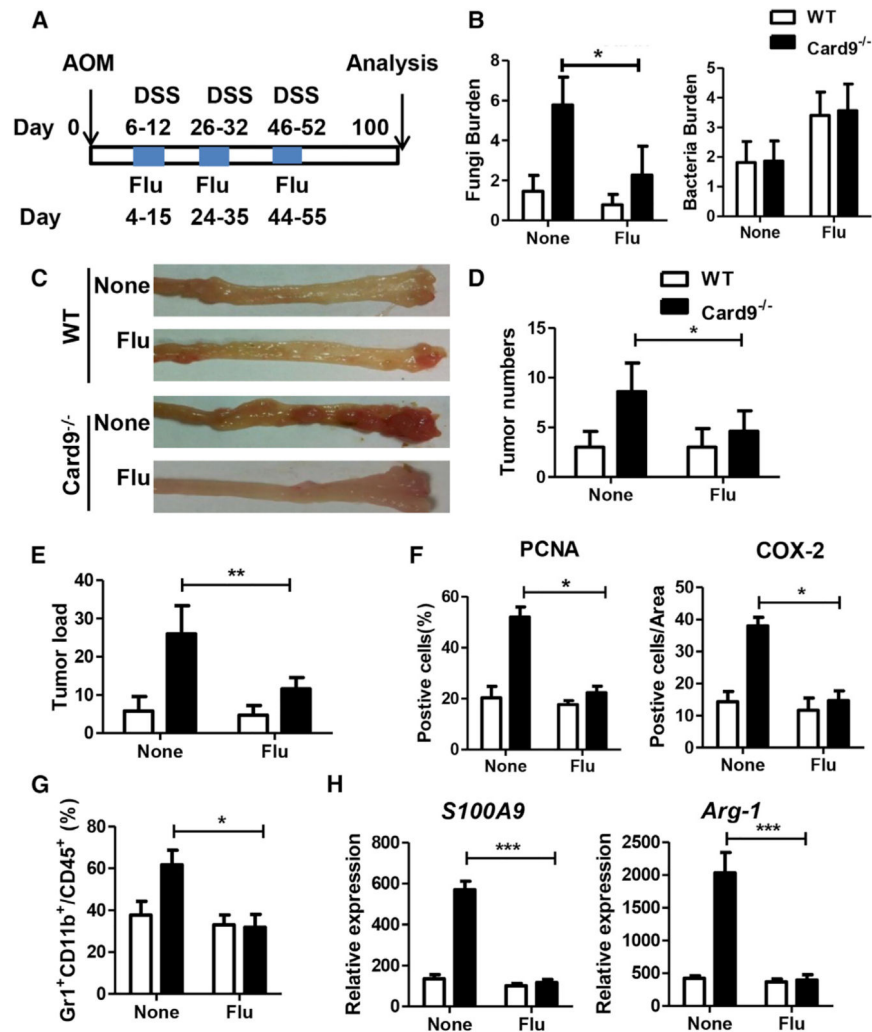 A
AOM Analysis
DSS DSS DSS
Day 0 6-12 26-32 46-52 100
Flu Flu Flu
Day 4-15 24-35 44-55
B
WT
Card9-/-
*
Fungi Burden
8
6
4
2
0
None Flu
Bacteria Burden
5
4
3
2
1
0
None Flu
C
WT
None
Flu
Card9-/-
None
Flu
D
WT
Card9-/-
*
Tumor numbers
15
10
5
0
None Flu
E
**
Tumor load
40
30
20
10
0
None Flu
F
PCNA
*
Postive cells(%)
60
40
20
0
None Flu
COX-2
*
Postive cells/Area
50
40
30
20
10
0
None Flu
G
*
Gr1+CD11b+/CD45+ (%)
80
60
40
20
0
None Flu
H
S100A9
***
Relative expression
800
600
400
200
0
None Flu
Arg-1
***
Relative expression
2500
2000
1500
1000
500
0
None Flu